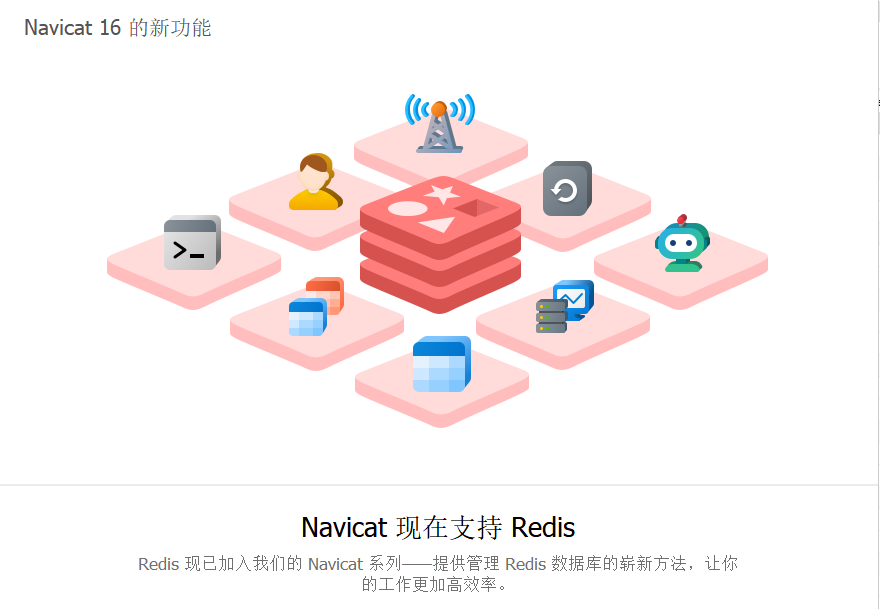 Navicat 16 的新功能
>_
Navicat 现在支持 Redis
Redis 现已加入我们的 Navicat 系列——提供管理 Redis 数据库的崭新方法，让你
的工作更加高效率。